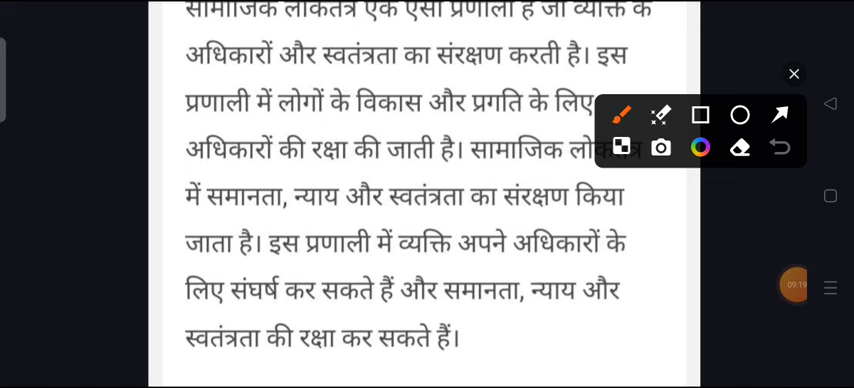 सामाजिक लोकतंत्र एक ऐसी प्रणाली है जो व्यक्ति के
अधिकारों और स्वतंत्रता का संरक्षण करती है। इस
प्रणाली में लोगों के विकास और प्रगति के लिए
अधिकारों की रक्षा की जाती है। सामाजिक लोकतंत्र
में समानता, न्याय और स्वतंत्रता का संरक्षण किया
जाता है। इस प्रणाली में व्यक्ति अपने अधिकारों के
लिए संघर्ष कर सकते हैं और समानता, न्याय और
स्वतंत्रता की रक्षा कर सकते हैं।
09:19